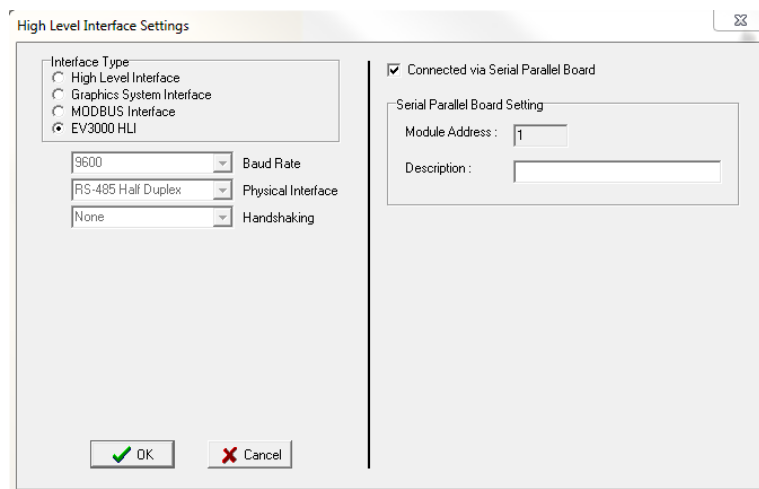 High Level Interface Settings
Interface Type
High Level Interface
Graphics System Interface
MODBUS Interface
EV3000 HLI
9600 Baud Rate
RS-485 Half Duplex Physical Interface
None Handshaking
OK Cancel
Connected via Serial Parallel Board
Serial Parallel Board Setting
Module Address : 1
Description :